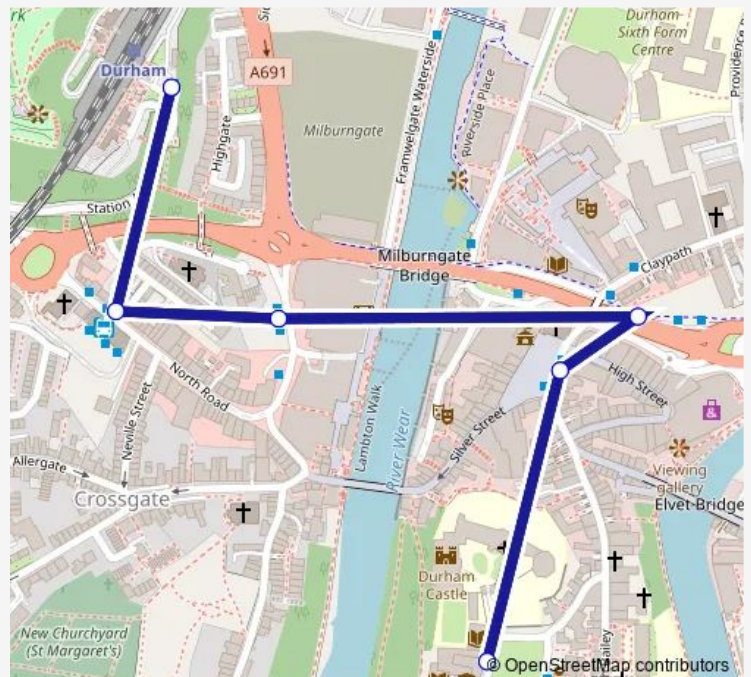 Durham-
Sixth Form
Centre
Durham
A691
Providence
Highgate
Milburngate
Framwelgate Waterside
Riverside Place
Station
Claypath
Milburngate
Bridge
North Road
Neville Street
High Street
Lambton Walk
River Wear
Silver Street
Allergate
Crossgate
Viewing
gallery
Elvet Bridge
Durham
Castle
New Churchyard
(St Margaret's)
Bailey
© OpenStreetMap contributors